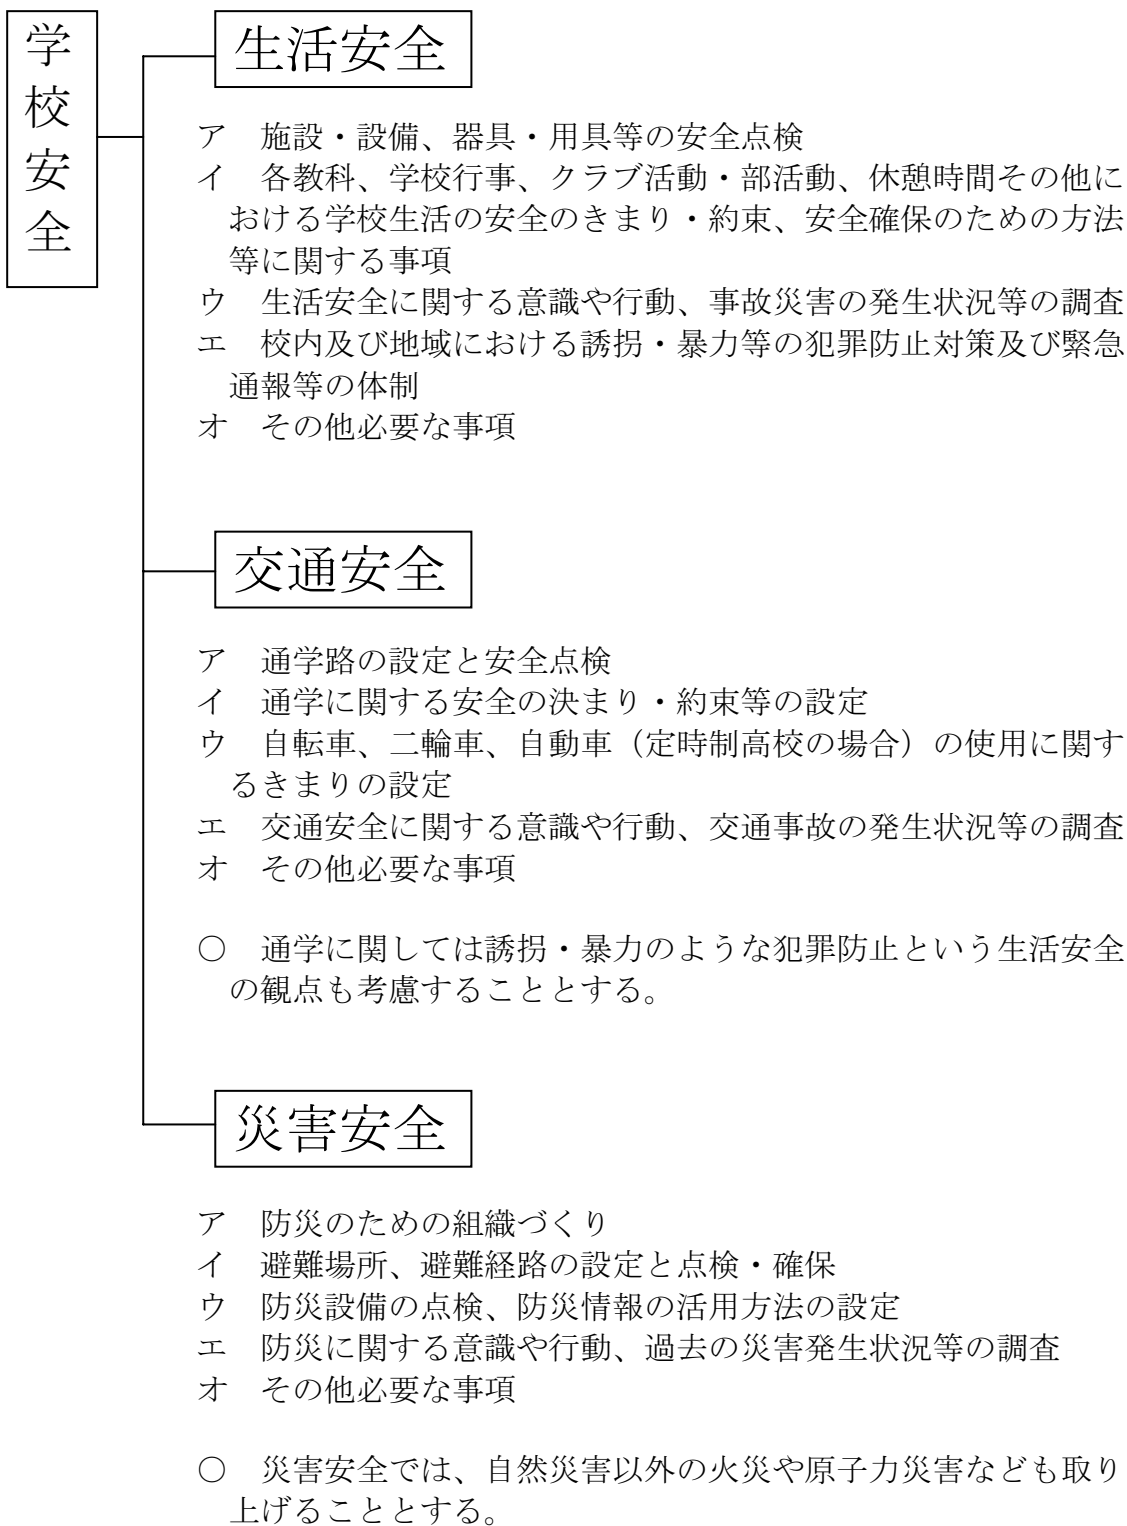 学校安全
生活安全
ア　施設・設備、器具・用具等の安全点検
イ　各教科、学校行事、クラブ活動・部活動、休憩時間その他に
おける学校生活の安全のきまり・約束、安全確保のための方法
等に関する事項
ウ　生活安全に関する意識や行動、事故災害の発生状況等の調査
エ　校内及び地域における誘拐・暴力等の犯罪防止対策及び緊急
通報等の体制
オ　その他必要な事項
交通安全
ア　通学路の設定と安全点検
イ　通学に関する安全の決まり・約束等の設定
ウ　自転車、二輪車、自動車（定時制高校の場合）の使用に関す
るきまりの設定
エ　交通安全に関する意識や行動、交通事故の発生状況等の調査
オ　その他必要な事項
○　通学に関しては誘拐・暴力のような犯罪防止という生活安全
の観点も考慮することとする。
災害安全
ア　防災のための組織づくり
イ　避難場所、避難経路の設定と点検・確保
ウ　防災設備の点検、防災情報の活用方法の設定
エ　防災に関する意識や行動、過去の災害発生状況等の調査
オ　その他必要な事項
○　災害安全では、自然災害以外の火災や原子力災害なども取り
上げることとする。